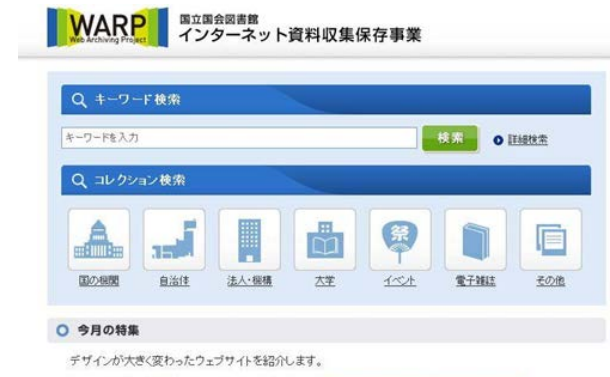 WARP
Web Archiving Project
国立国会図書館
インターネット資料収集保存事業
キーワード検索
キーワードを入力
検索
詳細検索
コレクション検索
祭
国の機関 自治体 法人・機構 大学 イベント 電子雑誌 その他
今月の特集
デザインが大きく変わったウェブサイトを紹介します。